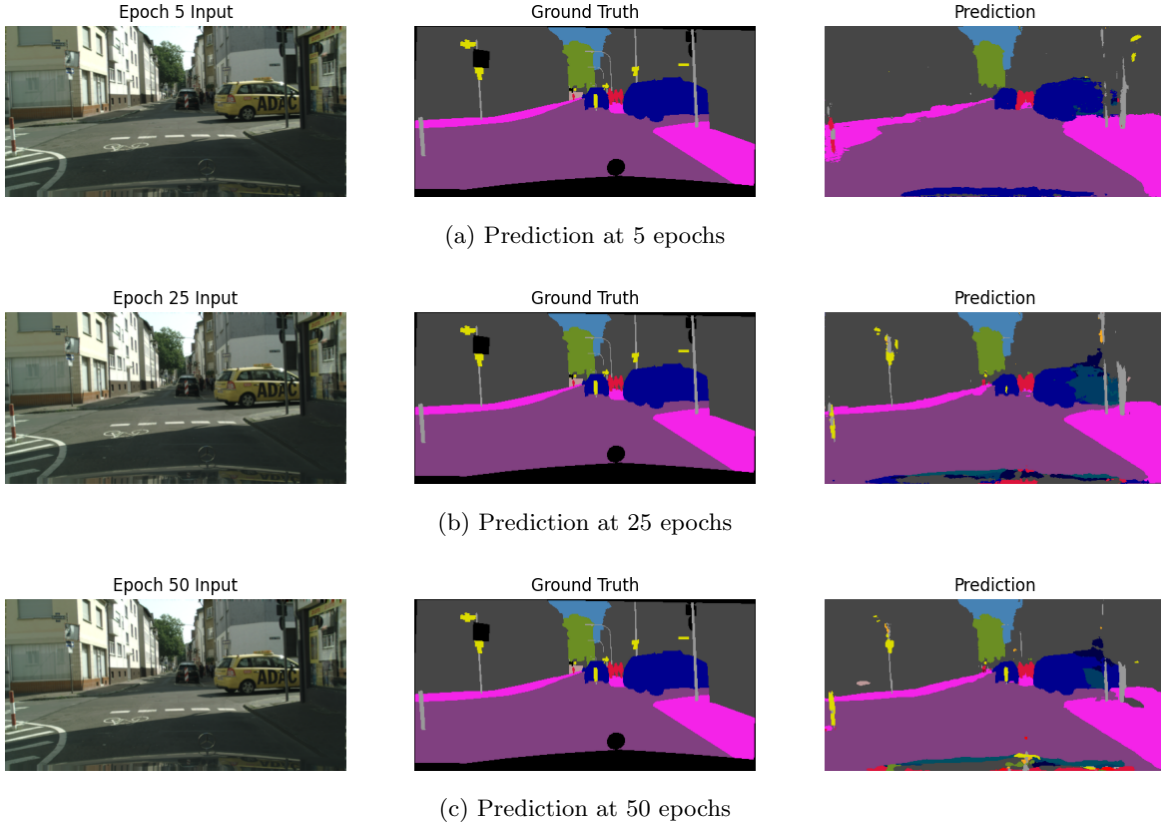 Epoch 5 Input Ground Truth Prediction
ADAC
(a) Prediction at 5 epochs
Epoch 25 Input Ground Truth Prediction
ADAC
(b) Prediction at 25 epochs
Epoch 50 Input Ground Truth Prediction
ADAC
(c) Prediction at 50 epochs